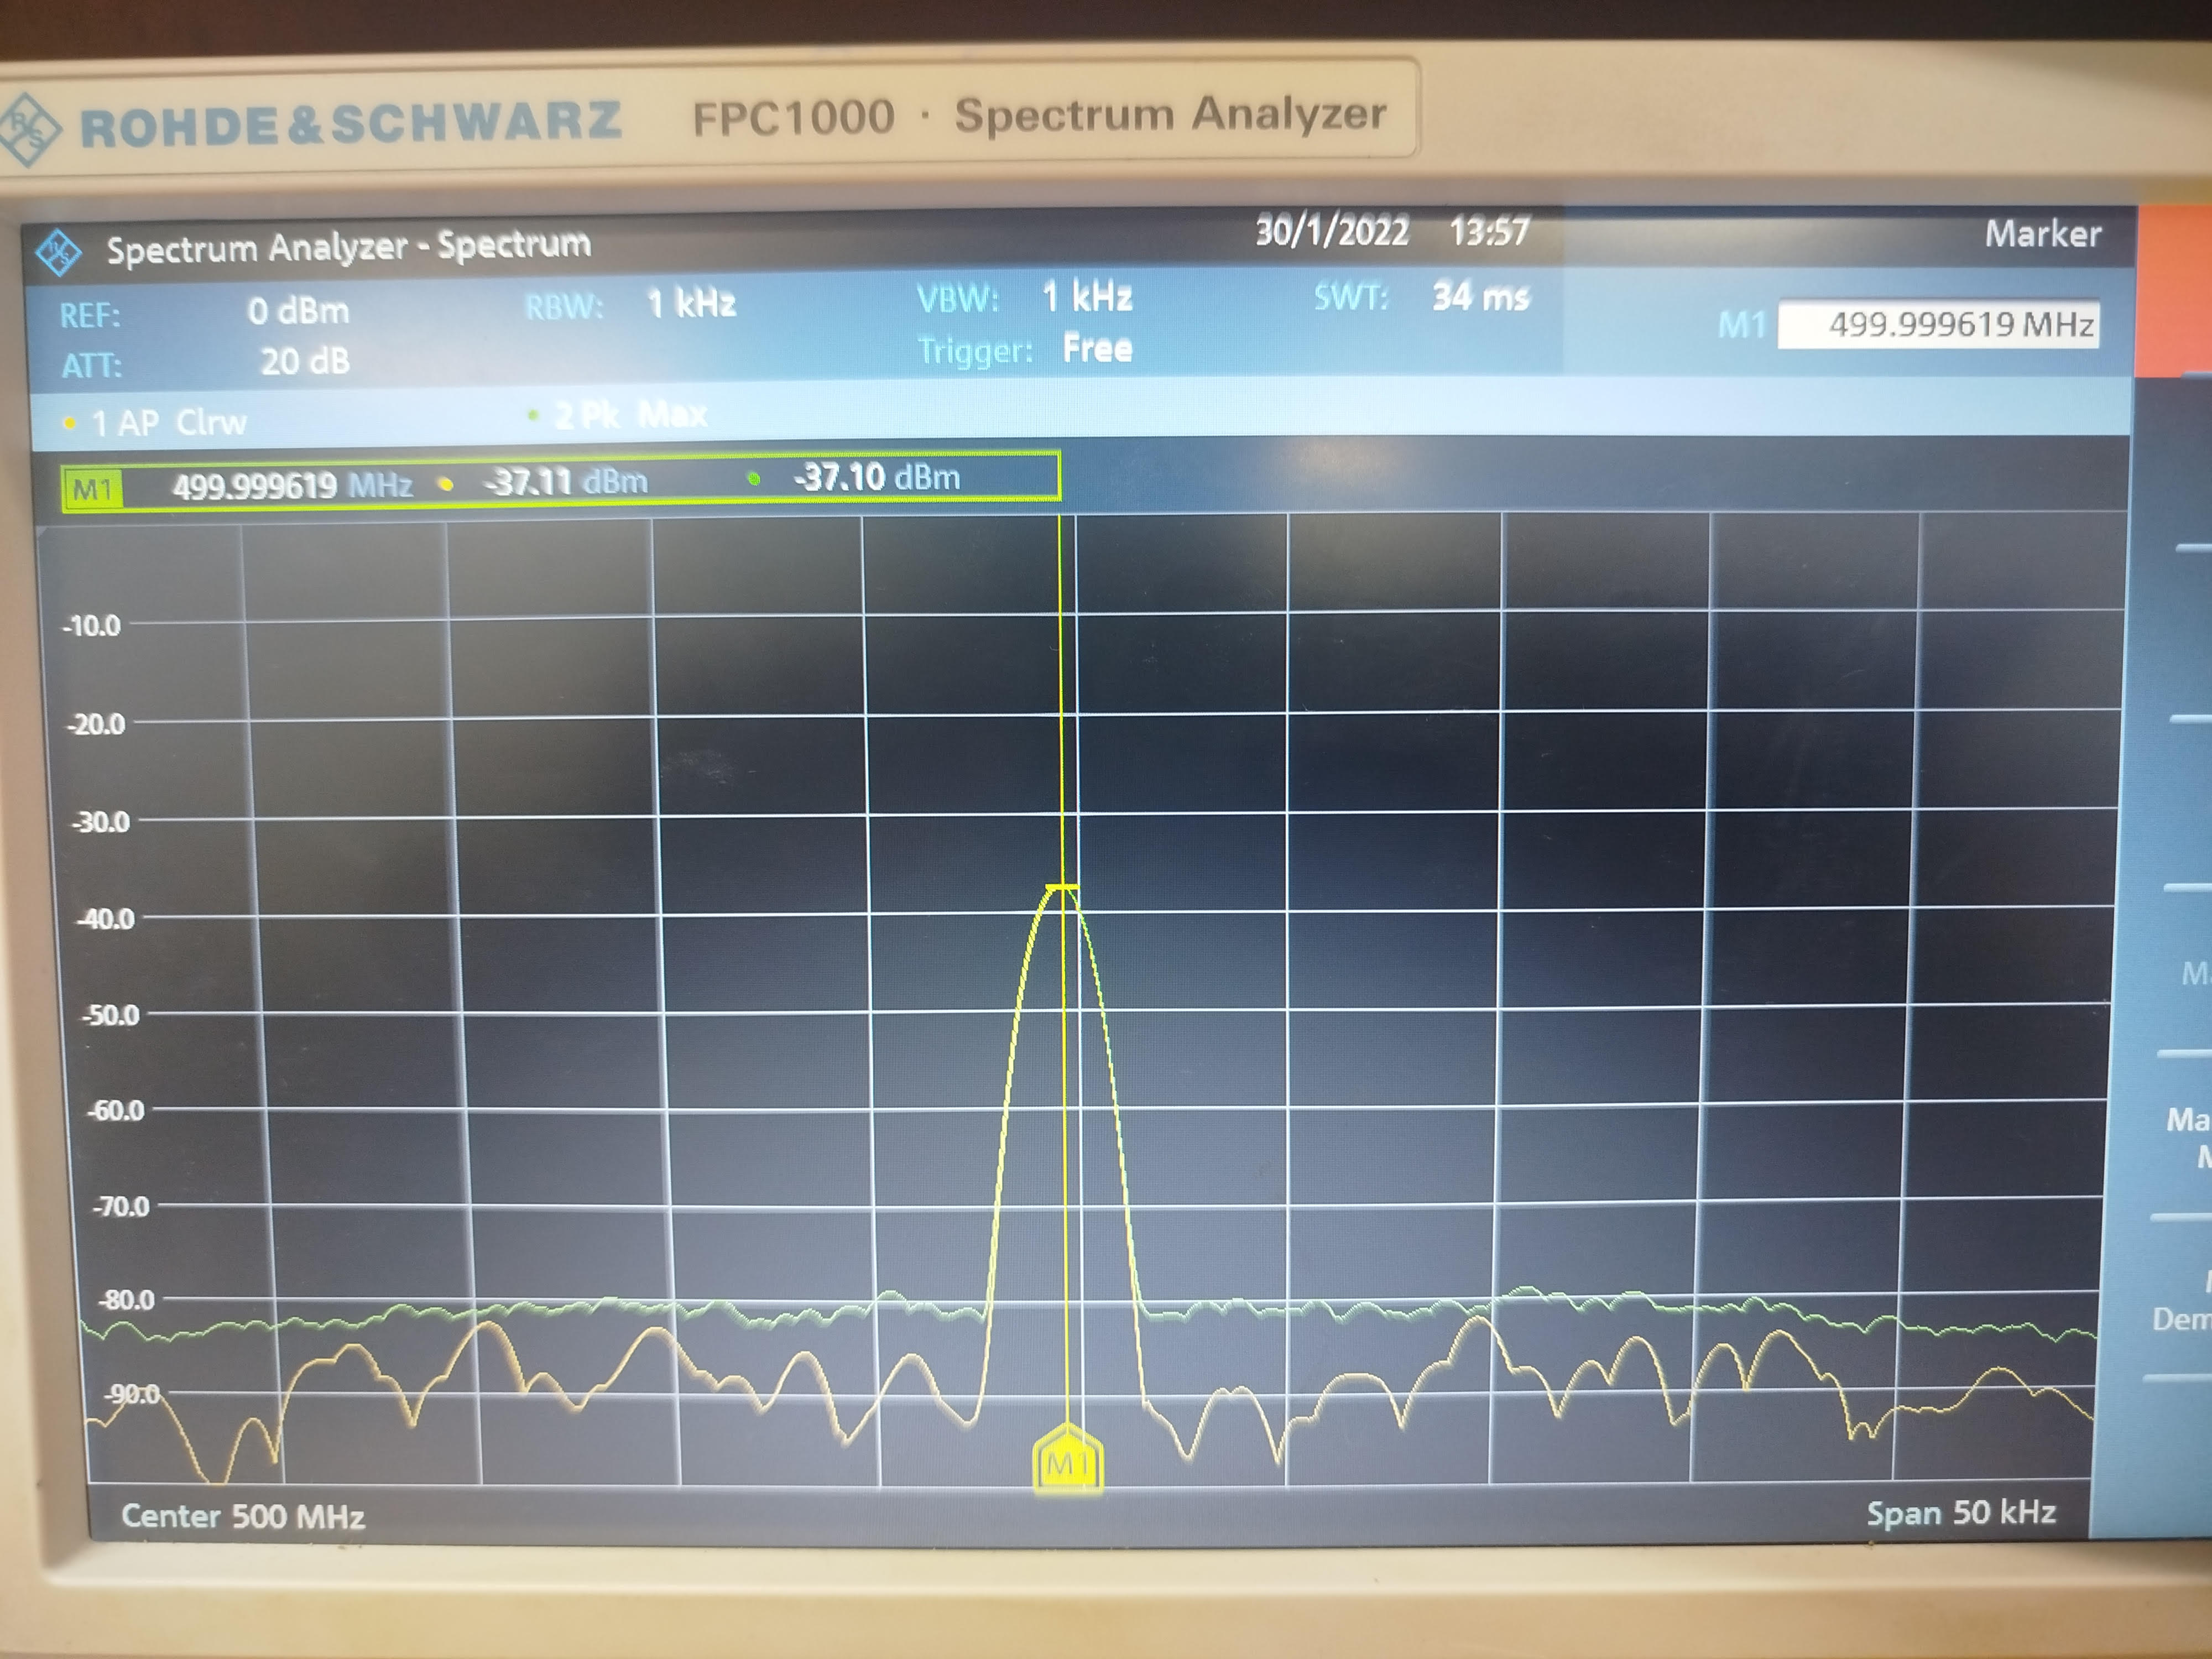 ROHDE&SCHWARZ FPC1000 · Spectrum Analyzer
Spectrum Analyzer - Spectrum 30/1/2022 13:57 Marker
REF: 0 dBm RBW: 1 kHz VBW: 1 kHz SWT: 34 ms
ATT: 20 dB Trigger: Free M1 499.999619 MHz
1 AP Clrw 2 Pk Max
M1 499.999619 MHz -37.11 dBm -37.10 dBm
-10.0
-20.0
-30.0
-40.0
-50.0
-60.0
-70.0
-80.0
-90.0
M1
Center 500 MHz Span 50 kHz